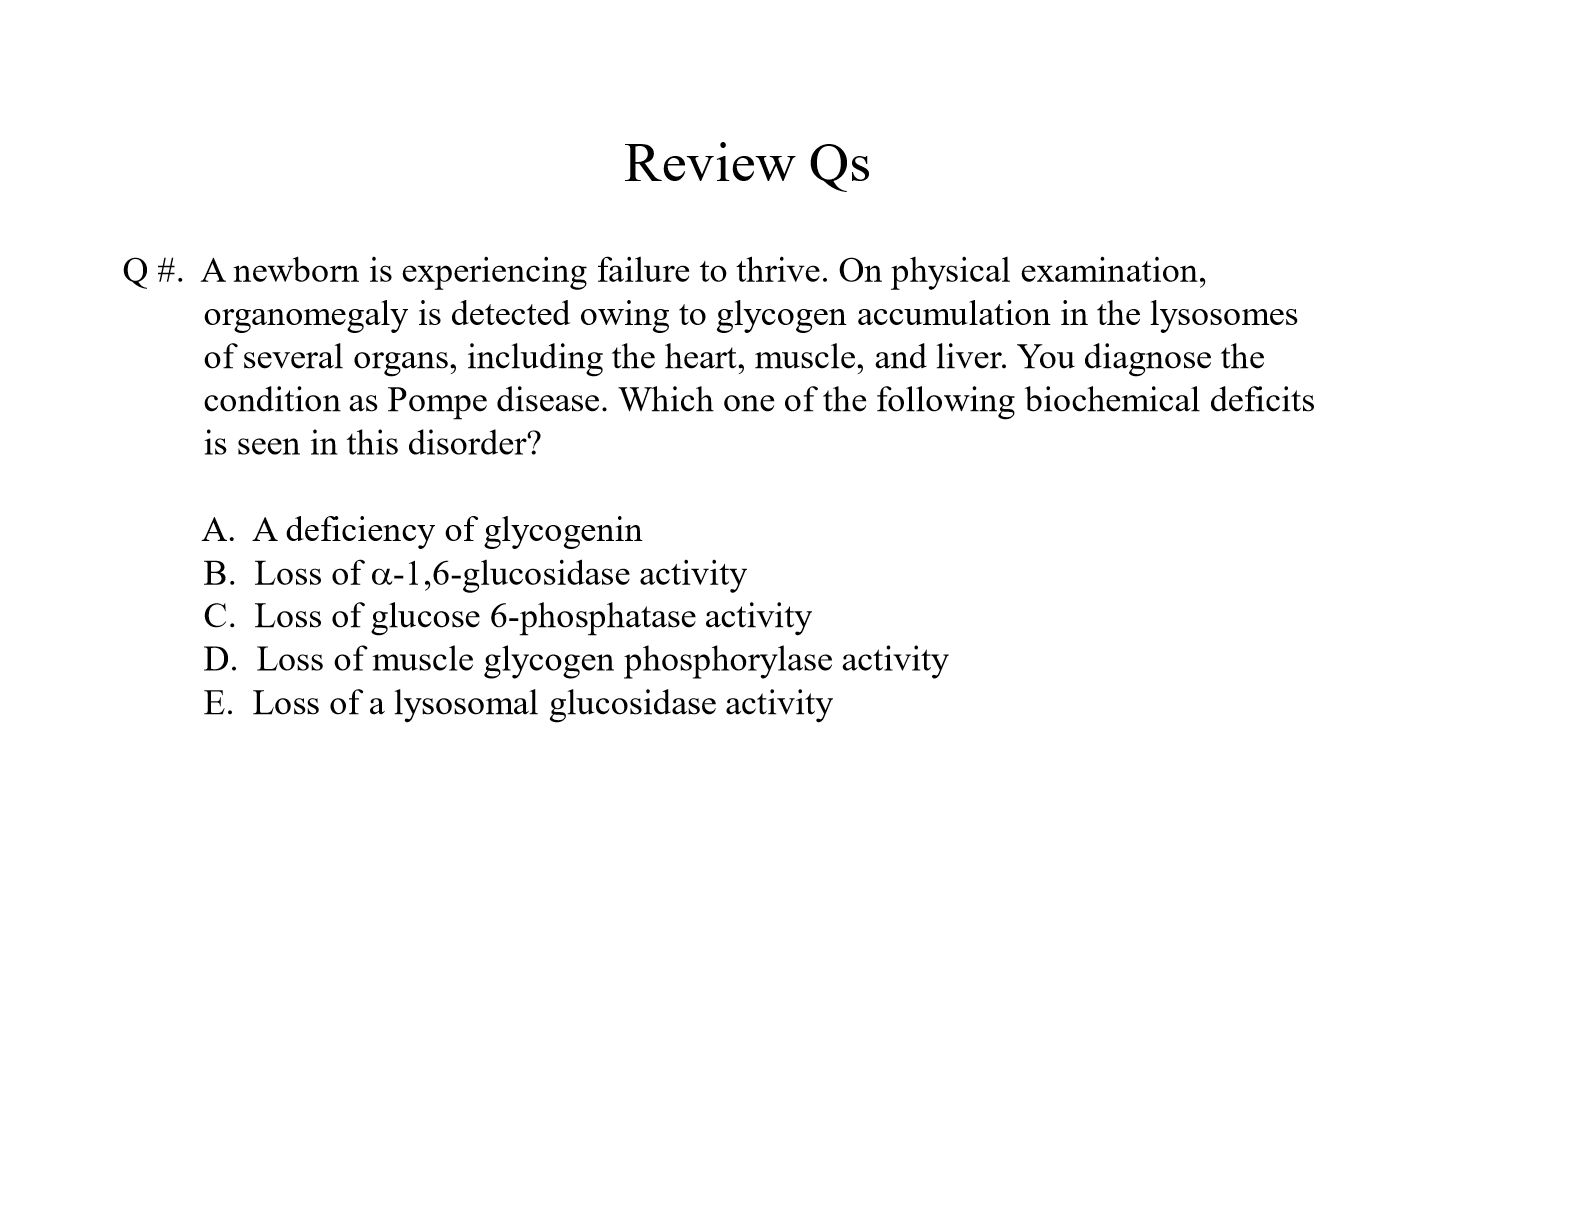 Review Qs
Q #. A newborn is experiencing failure to thrive. On physical examination,
organomegaly is detected owing to glycogen accumulation in the lysosomes
of several organs, including the heart, muscle, and liver. You diagnose the
condition as Pompe disease. Which one of the following biochemical deficits
is seen in this disorder?
A. A deficiency of glycogenin
B. Loss of α-1,6-glucosidase activity
C. Loss of glucose 6-phosphatase activity
D. Loss of muscle glycogen phosphorylase activity
E. Loss of a lysosomal glucosidase activity